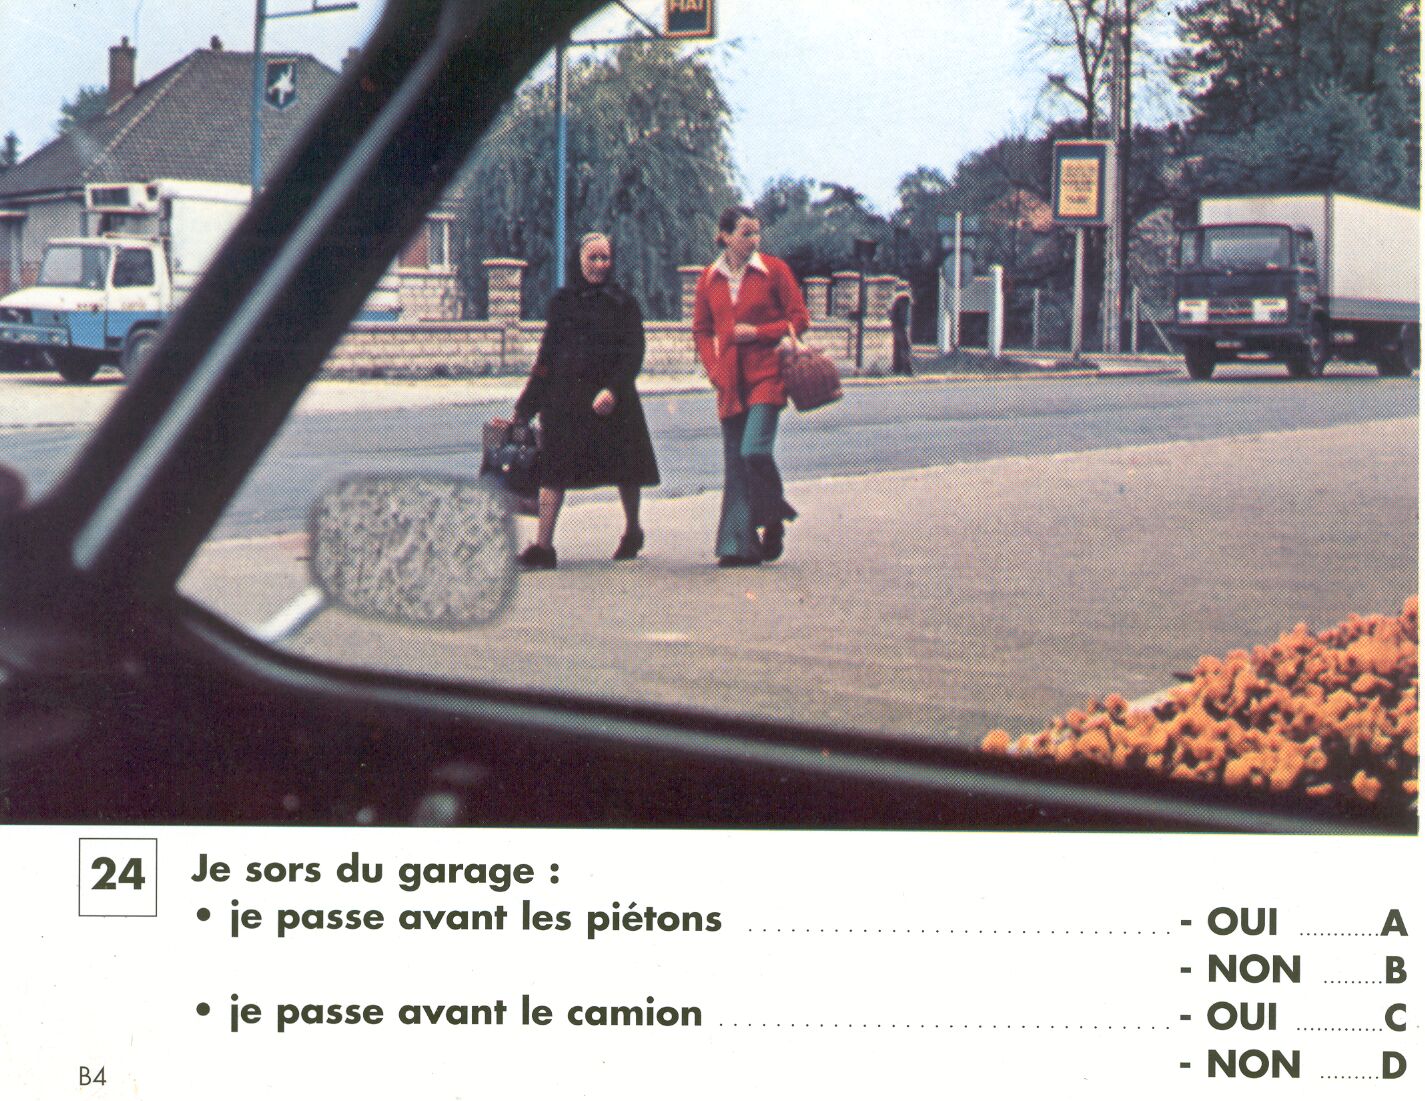 FIAT
24
Je sors du garage :
• je passe avant les piétons ........................... - OUI ........... A
- NON ........ B
• je passe avant le camion ........................... - OUI ........... C
- NON ........ D
B4